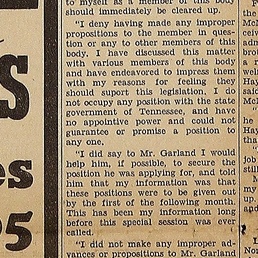 to myself as a member of this body
should immediately be cleared up.
"I deny having made any improper
propositions to the member in ques-
tion or any to other members of this
body. I have discussed this matter
with various members of this body
and have endeavored to impress them
with my reasons for feeling they
should suport this legislation. I do
not occupy any position with the state
government of Tennessee, and have
no appointive power and could not
guarantee or promise a position to
any one.
"I did say to Mr. Garland I would
help him, if possible, to secure the
position he was applying for, and told
him that my information was that
these positions were to be given out
by the first of the following month.
This has been my information long
before this special session was ever
called.
"I did not make any improper ad-
vances or propositions to Mr. Garland
S
es
95